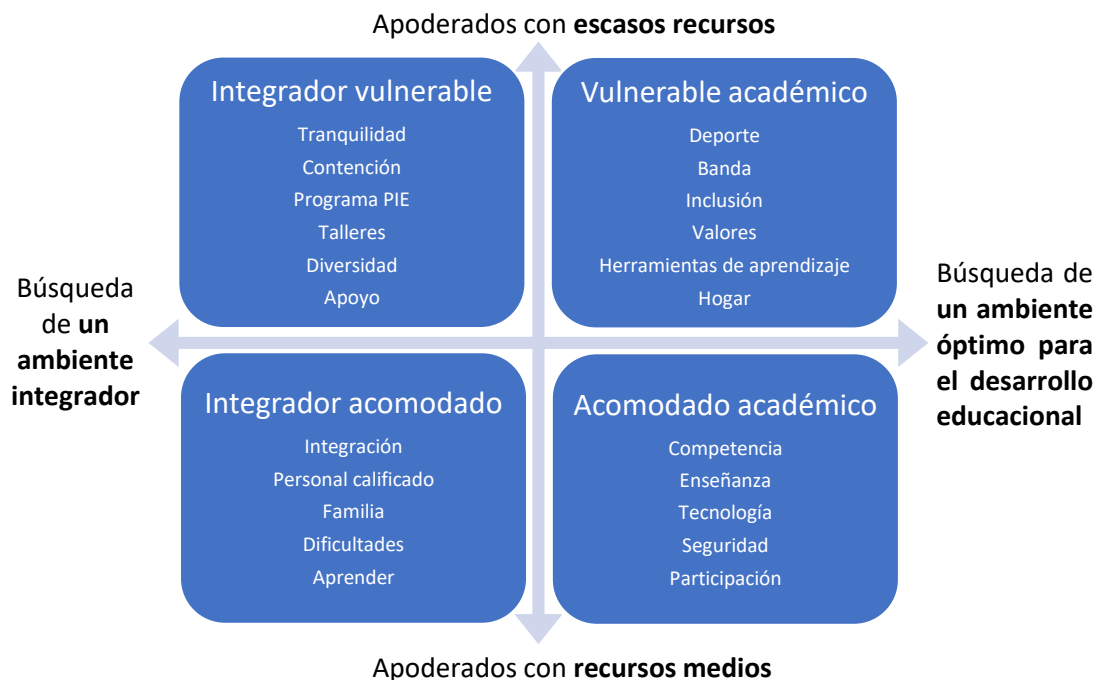 Apoderados con escasos recursos
Integrador vulnerable
Tranquilidad
Contención
Programa PIE
Talleres
Diversidad
Apoyo
Vulnerable académico
Deporte
Banda
Inclusión
Valores
Herramientas de aprendizaje
Hogar
Búsqueda
de un
ambiente
integrador
Búsqueda de
un ambiente
óptimo para
el desarrollo
educacional
Integrador acomodado
Integración
Personal calificado
Familia
Dificultades
Aprender
Acomodado académico
Competencia
Enseñanza
Tecnología
Seguridad
Participación
Apoderados con recursos medios